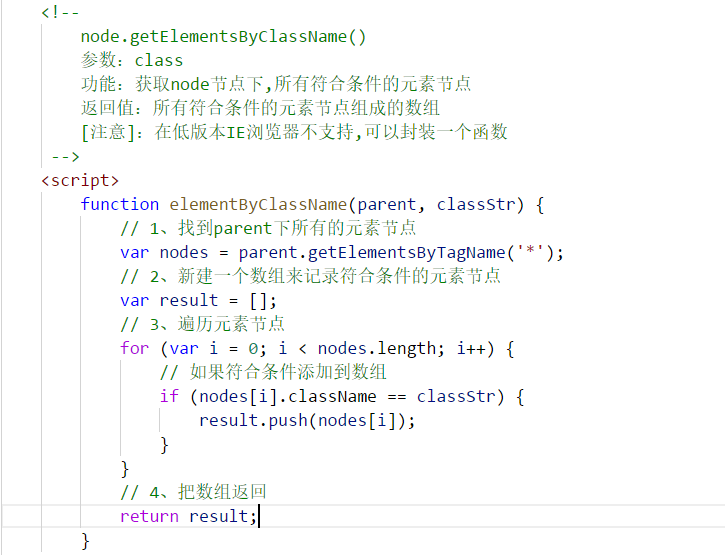 <!--
node.getElementsByClassName()
参数：class
功能：获取node节点下,所有符合条件的元素节点
返回值：所有符合条件的元素节点组成的数组
[注意]：在低版本IE浏览器不支持,可以封装一个函数
-->
<script>
function elementByClassName(parent, classStr) {
// 1、找到parent下所有的元素节点
var nodes = parent.getElementsByTagName('*');
// 2、新建一个数组来记录符合条件的元素节点
var result = [];
// 3、遍历元素节点
for (var i = 0; i < nodes.length; i++) {
// 如果符合条件添加到数组
if (nodes[i].className == classStr) {
result.push(nodes[i]);
}
}
// 4、把数组返回
return result;
}